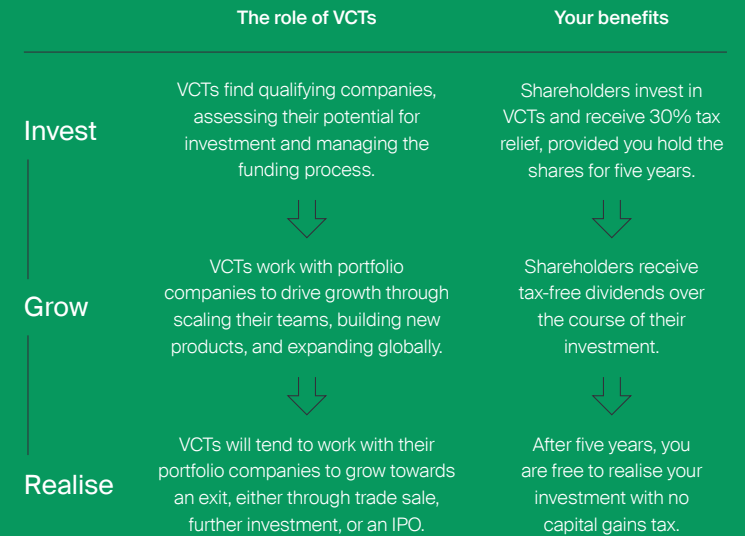 The role of VCTs
Your benefits
Invest
VCTs find qualifying companies,
assessing their potential for
investment and managing the
funding process.
Shareholders invest in
VCTs and receive 30% tax
relief, provided you hold the
shares for five years.
Grow
VCTs work with portfolio
companies to drive growth through
scaling their teams, building new
products, and expanding globally.
Shareholders receive
tax-free dividends over
the course of their
investment.
Realise
VCTs will tend to work with their
portfolio companies to grow towards
an exit, either through trade sale,
further investment, or an IPO.
After five years, you
are free to realise your
investment with no
capital gains tax.